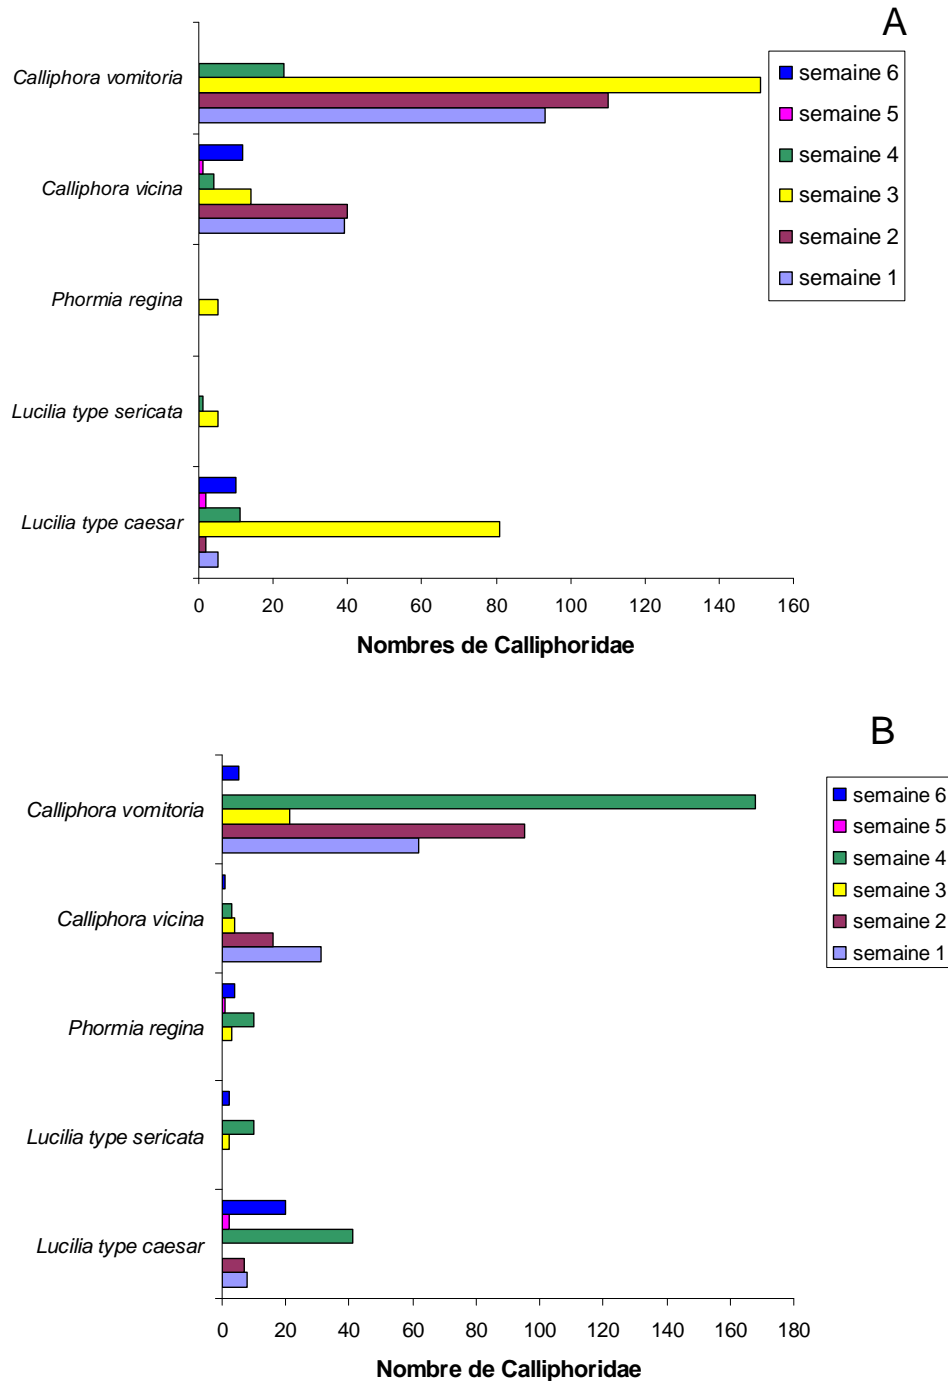 A
Calliphora vomitoria
Calliphora vicina
Phormia regina
Lucilia type sericata
Lucilia type caesar
semaine 6
semaine 5
semaine 4
semaine 3
semaine 2
semaine 1
0 20 40 60 80 100 120 140 160
Nombres de Calliphoridae
B
Calliphora vomitoria
Calliphora vicina
Phormia regina
Lucilia type sericata
Lucilia type caesar
semaine 6
semaine 5
semaine 4
semaine 3
semaine 2
semaine 1
0 20 40 60 80 100 120 140 160 180
Nombre de Calliphoridae